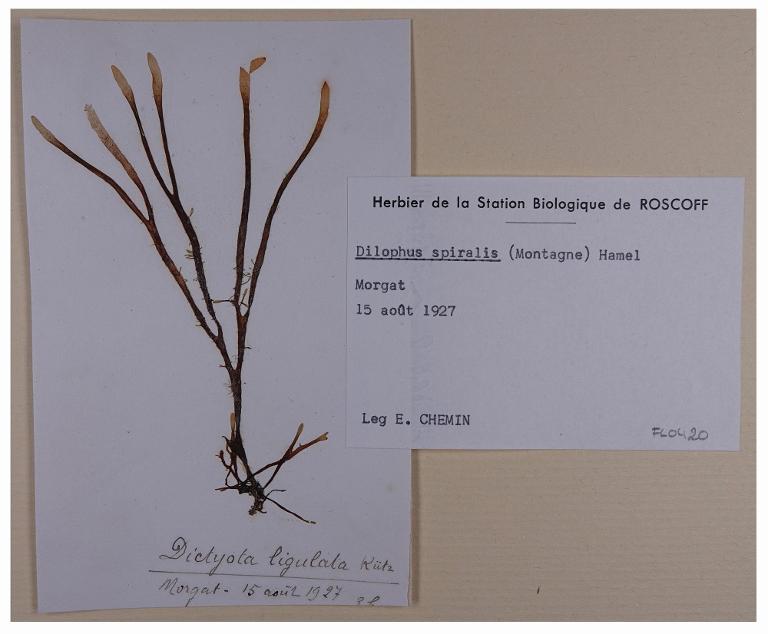 Herbier de la Station Biologique de ROSCOFF
Dilophus spiralis (Montagne) Hamel
Morgat
15 août 1927
Leg E. CHEMIN
FL0420
Dictyota ligulata Kütz
Morgat - 15 août 1927